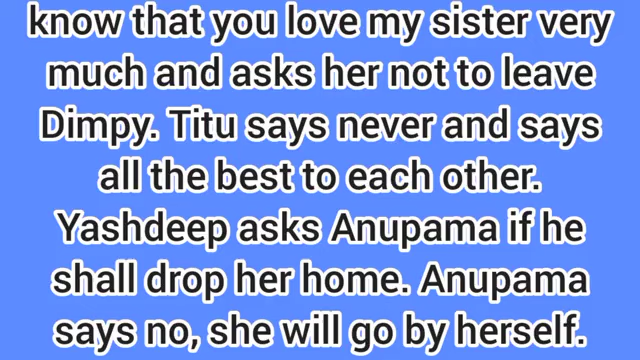 know that you love my sister very
much and asks her not to leave
Dimpy. Titu says never and says
all the best to each other.
Yashdeep asks Anupama if he
shall drop her home. Anupama
says no, she will go by herself.